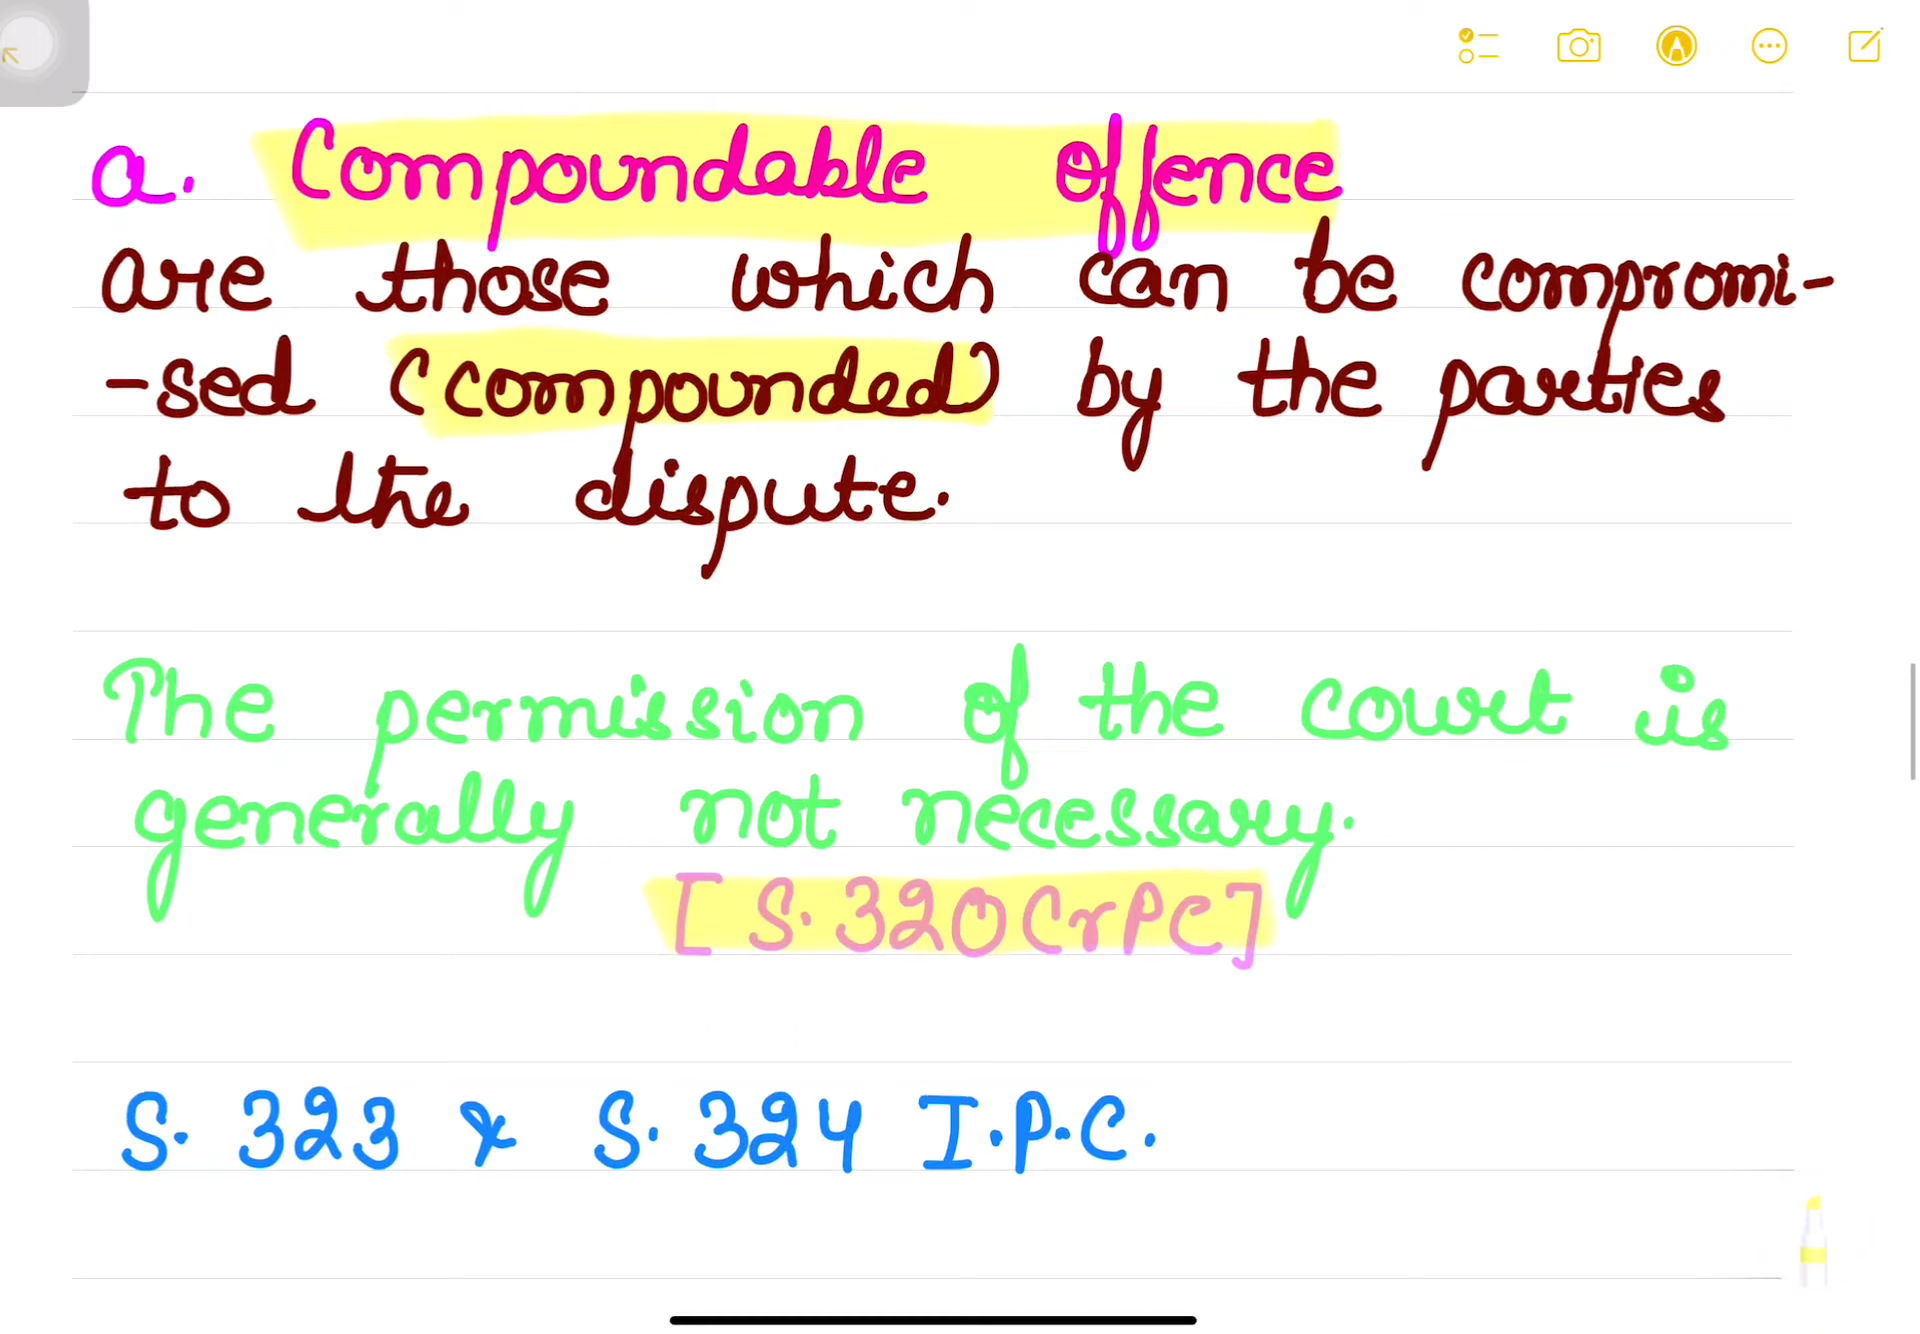 a. Compoundable offence
are those which can be compromi-
-sed (compounded) by the parties
to the dispute.
The permission of the court is
generally not necessary.
[S. 320 CrPC]
S. 323 & S. 324 I.P.C.